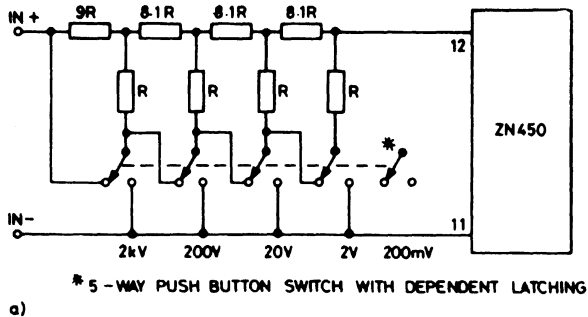 IN+ 9R 8·1R 8·1R 8·1R
12
R R R R
ZN450
*
IN- 11
2kV 200V 20V 2V 200mV
* 5-WAY PUSH BUTTON SWITCH WITH DEPENDENT LATCHING
a)